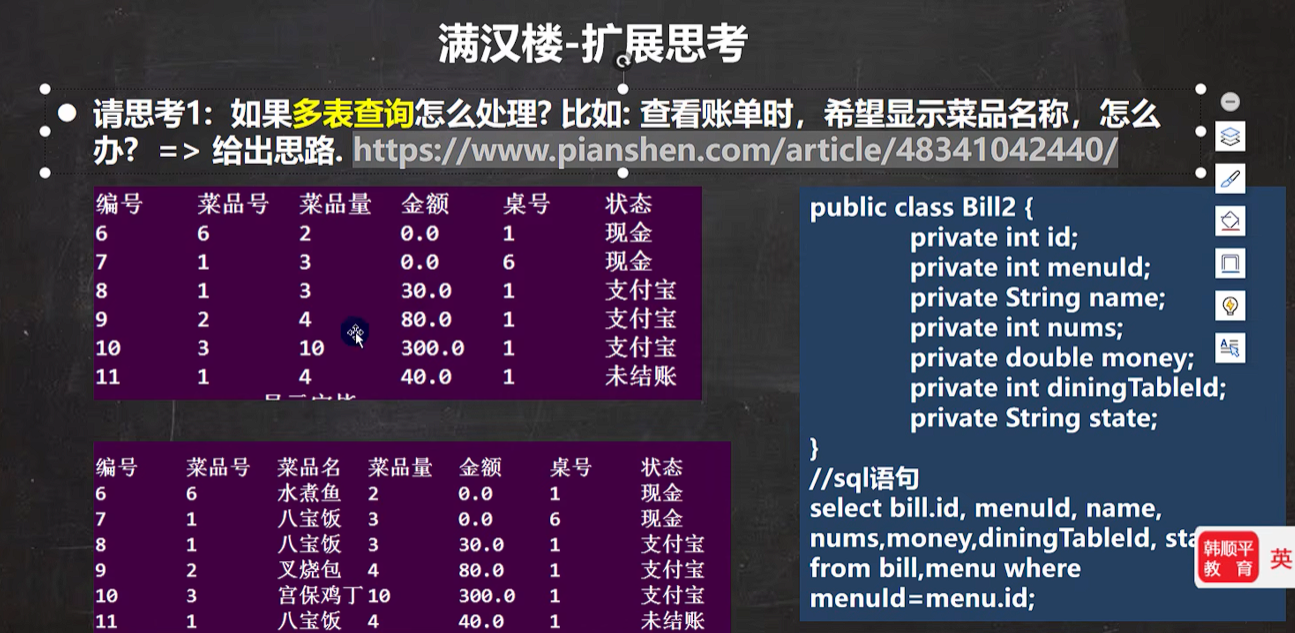 满汉楼-扩展思考
请思考1：如果多表查询怎么处理? 比如: 查看账单时，希望显示菜品名称，怎么
办？ => 给出思路. https://www.pianshen.com/article/48341042440/
编号 菜品号 菜品量 金额 桌号 状态
6 6 2 0.0 1 现金
7 1 3 0.0 6 现金
8 1 3 30.0 1 支付宝
9 2 4 80.0 1 支付宝
10 3 10 300.0 1 支付宝
11 1 4 40.0 1 未结账
编号 菜品号 菜品名 菜品量 金额 桌号 状态
6 6 水煮鱼 2 0.0 1 现金
7 1 八宝饭 3 0.0 6 现金
8 1 八宝饭 3 30.0 1 支付宝
9 2 叉烧包 4 80.0 1 支付宝
10 3 宫保鸡丁 10 300.0 1 支付宝
11 1 八宝饭 4 40.0 1 未结账
public class Bill2 {
private int id;
private int menuId;
private String name;
private int nums;
private double money;
private int diningTableId;
private String state;
}
//sql语句
select bill.id, menuId, name,
nums,money,diningTableId, sta
from bill,menu where
menuId=menu.id;
韩顺平
教 育
英